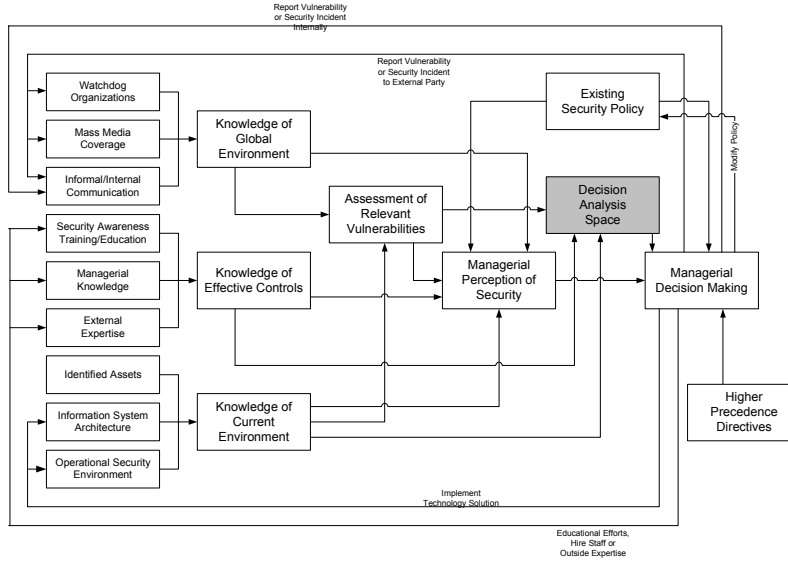 Report Vulnerability
or Security Incident
Internally
Report Vulnerability
or Security Incident
to External Party
Watchdog
Organizations
Mass Media
Coverage
Informal/Internal
Communication
Knowledge of
Global Environment
Existing
Security Policy
Modify Policy
Assessment of
Relevant
Vulnerabilities
Decision
Analysis
Space
Security Awareness
Training/Education
Managerial
Knowledge
External
Expertise
Knowledge of
Effective Controls
Managerial
Perception of
Security
Managerial
Decision Making
Identified Assets
Information System
Architecture
Operational Security
Environment
Knowledge of
Current Environment
Higher
Precedence
Directives
Implement
Technology Solution
Educational Efforts,
Hire Staff or
Outside Expertise